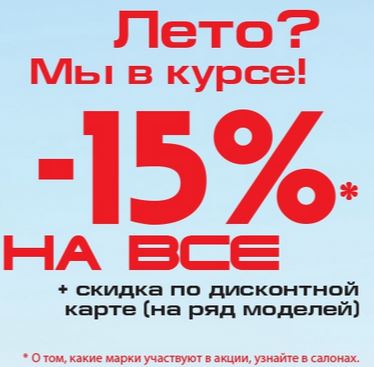 Лето?
Мы в курсе!
-15%*
НА ВСЕ
+ скидка по дисконтной
карте (на ряд моделей)
* О том, какие марки участвуют в акции, узнайте в салонах.